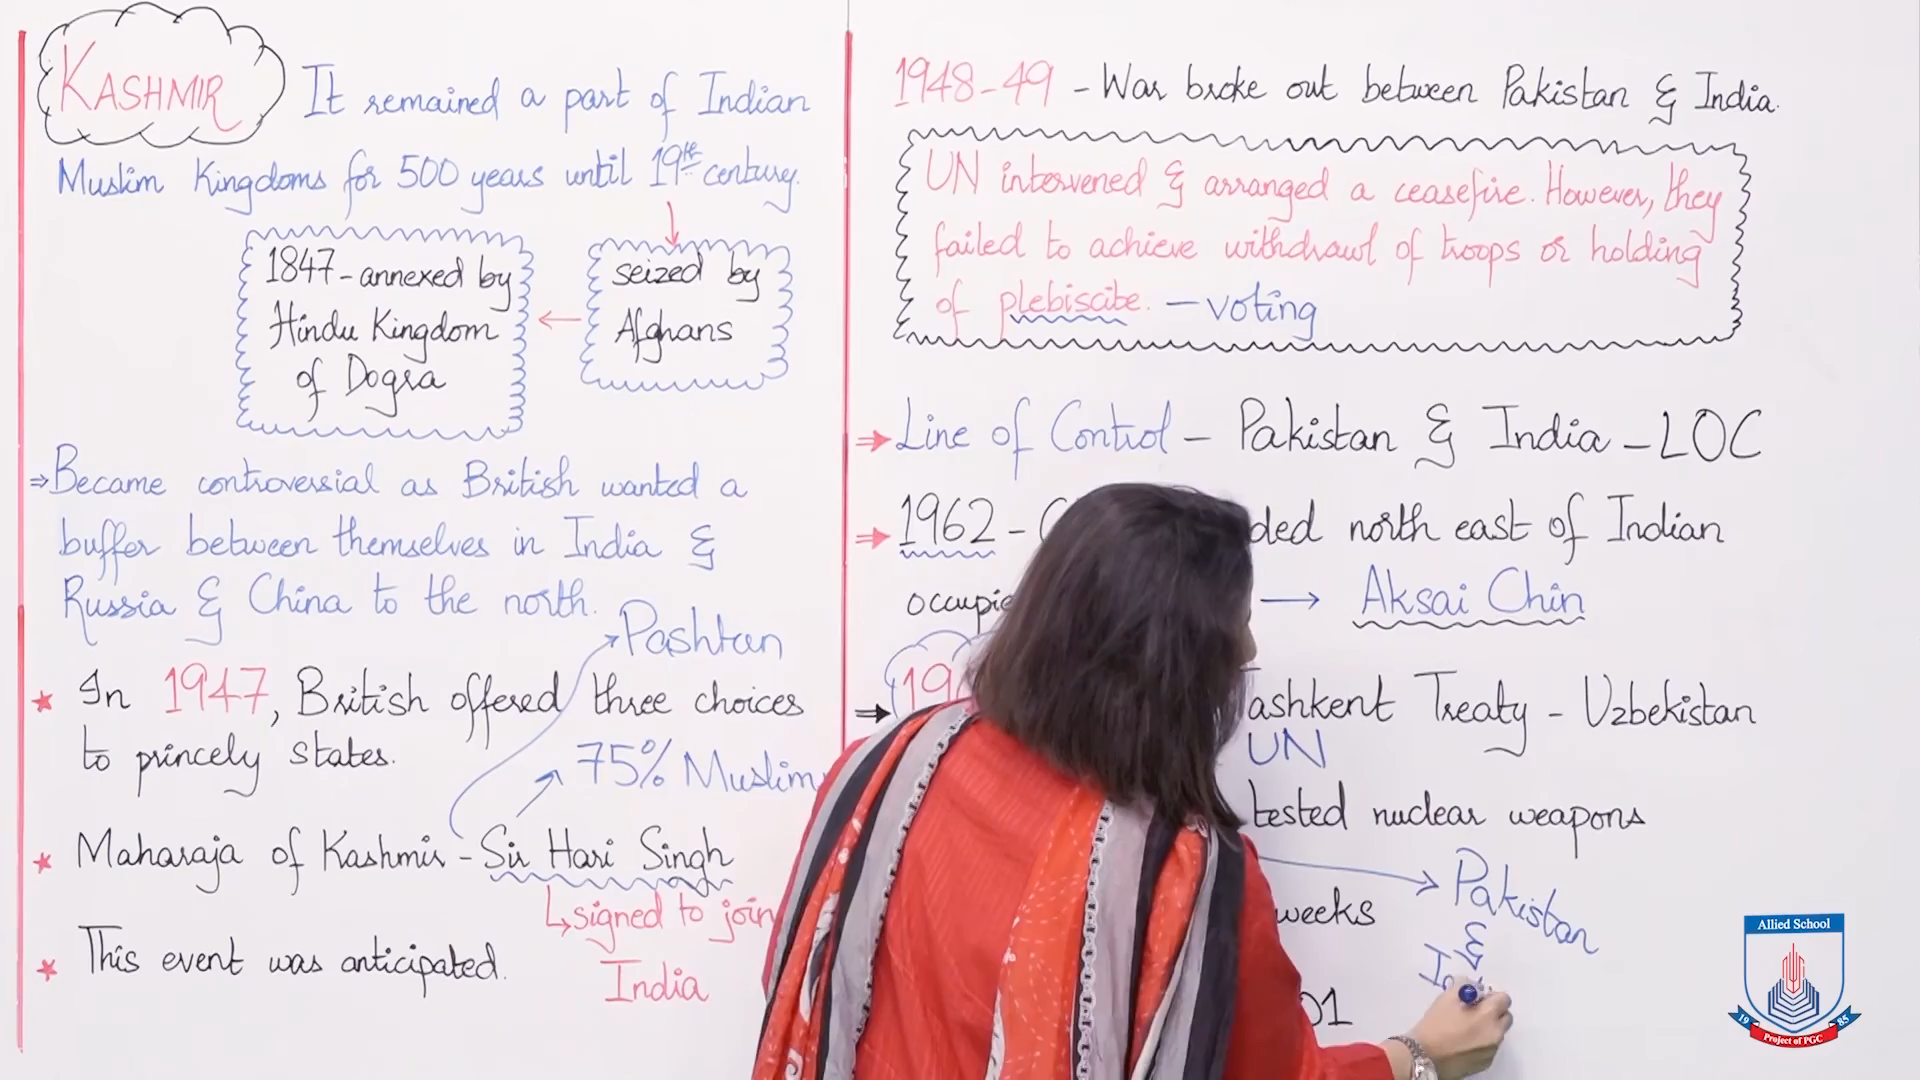 KASHMIR
It remained a part of Indian
Muslim Kingdoms for 500 years until 19th century.
seized by
Afghans
1847 - annexed by
Hindu Kingdom
of Dogra
⇒ Became controversial as British wanted a
buffer between themselves in India &
Russia & China to the north.
Pashtun
★ In 1947, British offered three choices
to princely states.
75% Muslim
★ Maharaja of Kashmir - Sir Hari Singh
↳ signed to join
India
★ This event was anticipated.
1948-49 - War broke out between Pakistan & India.
UN intervened & arranged a ceasefire. However, they
failed to achieve withdrawl of troops or holding
of plebiscite. - voting
⇒ Line of Control - Pakistan & India - LOC
⇒ 1962 - north east of Indian
→ Aksai Chin
Treaty - Uzbekistan
UN
tested nuclear weapons
→ Pakistan
&
weeks
01
Allied School
1985
Project of PGC